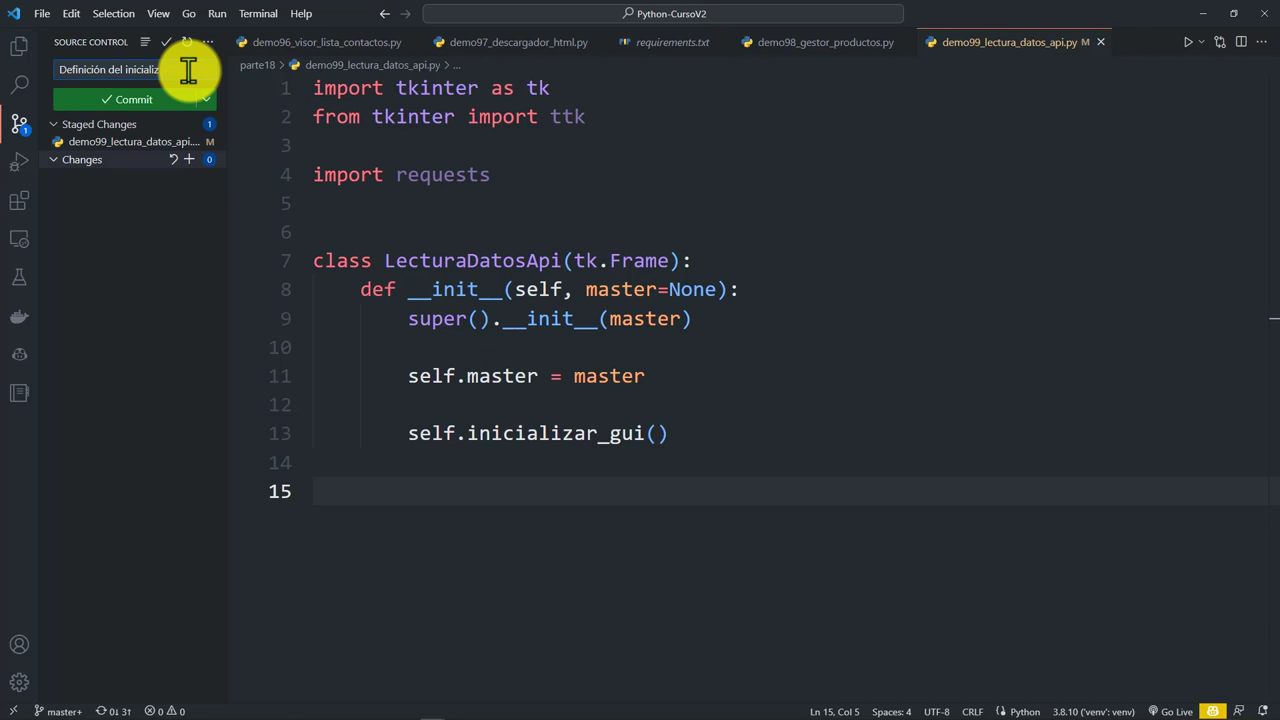 File Edit Selection View Go Run Terminal Help
Python-CursoV2
SOURCE CONTROL
demo96_visor_lista_contactos.py
demo97_descargador_html.py
requirements.txt
demo98_gestor_productos.py
demo99_lectura_datos_api.py
Definición del inicializ
parte18 > demo99_lectura_datos_api.py > ...
Commit
Staged Changes 1
demo99_lectura_datos_api.... M
Changes 0
1 import tkinter as tk
2 from tkinter import ttk
3
4 import requests
5
6
7 class LecturaDatosApi(tk.Frame):
8 def __init__(self, master=None):
9 super().__init__(master)
10
11 self.master = master
12
13 self.inicializar_gui()
14
15
1
master+ 0↓ 3↑ 0 0 Ln 15, Col 5 Spaces: 4 UTF-8 CRLF Python 3.8.10 ('venv': venv) Go Live